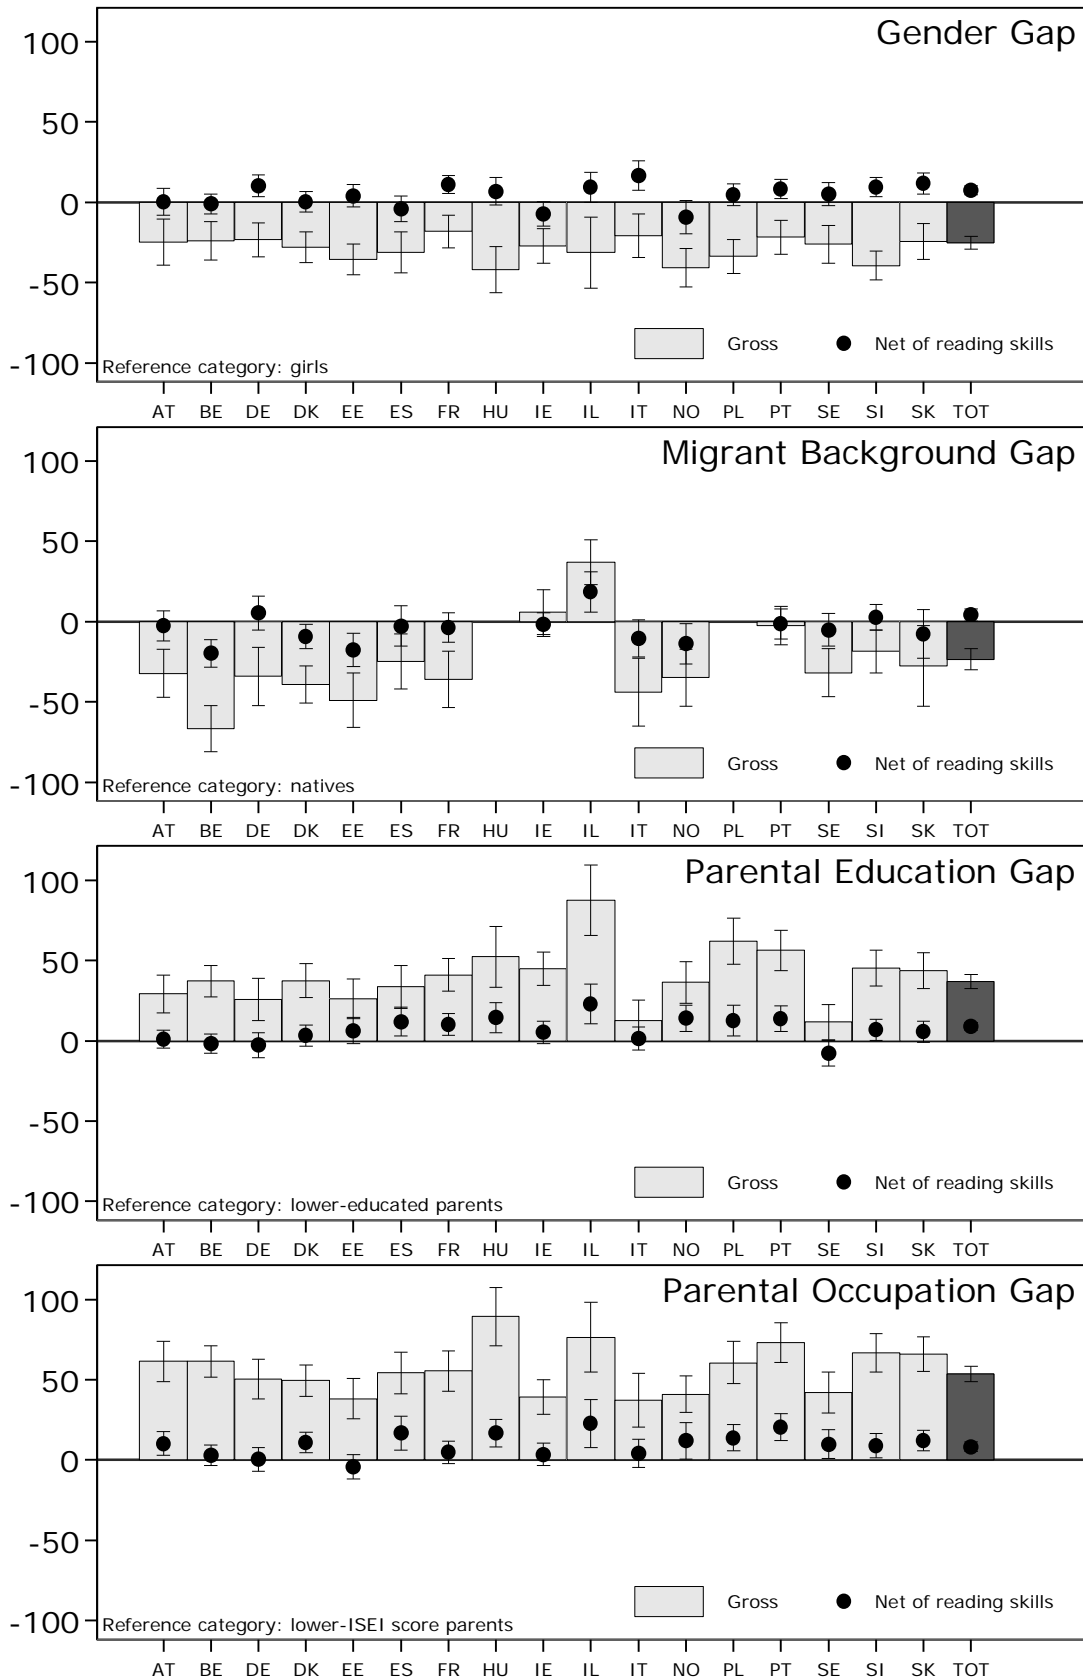 Gender Gap
100
50
0
-50
-100
Gross
Net of reading skills
Reference category: girls
AT BE DE DK EE ES FR HU IE IL IT NO PL PT SE SI SK TOT
Migrant Background Gap
100
50
0
-50
-100
Gross
Net of reading skills
Reference category: natives
AT BE DE DK EE ES FR HU IE IL IT NO PL PT SE SI SK TOT
Parental Education Gap
100
50
0
-50
-100
Gross
Net of reading skills
Reference category: lower-educated parents
AT BE DE DK EE ES FR HU IE IL IT NO PL PT SE SI SK TOT
Parental Occupation Gap
100
50
0
-50
-100
Gross
Net of reading skills
Reference category: lower-ISEI score parents
AT BE DE DK EE ES FR HU IE IL IT NO PL PT SE SI SK TOT